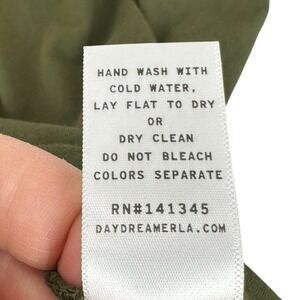 HAND WASH WITH
COLD WATER,
LAY FLAT TO DRY
OR
DRY CLEAN
DO NOT BLEACH
COLORS SEPARATE
RN#141345
DAYDREAMERLA.COM